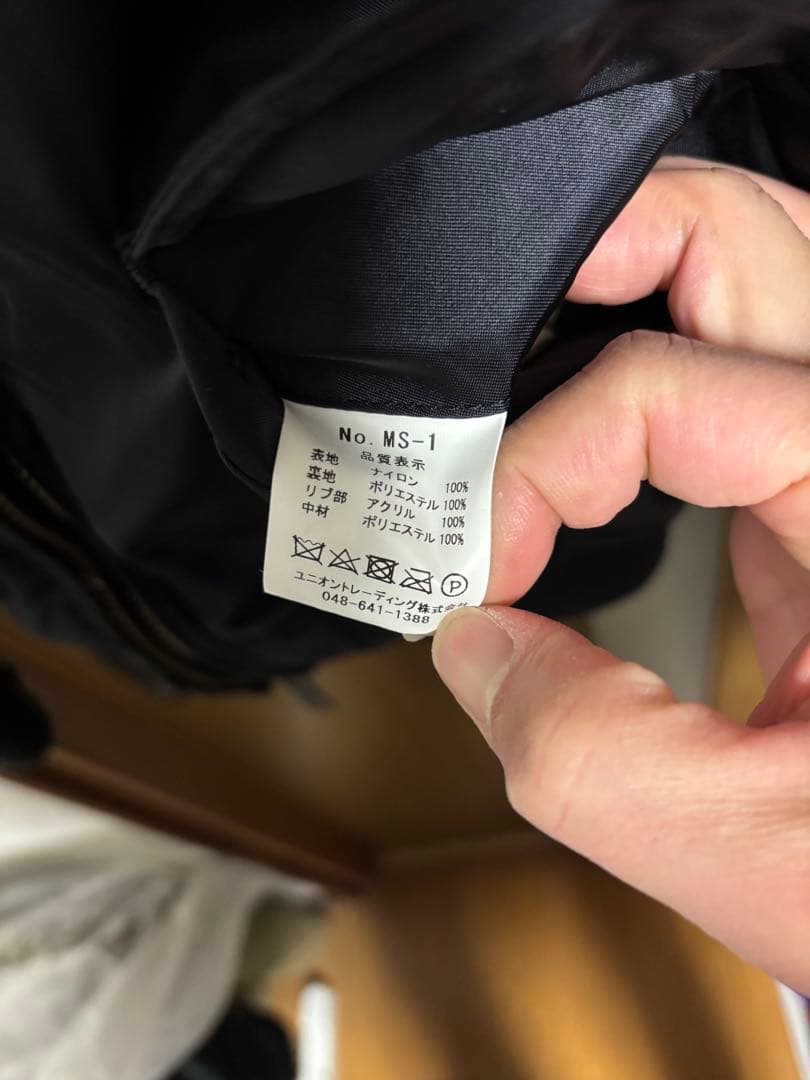 No. MS-1
品質表示
表地 ナイロン 100%
裏地 ポリエステル 100%
リブ部 アクリル 100%
中材 ポリエステル 100%
P
ユニオントレーディング株式会社
048-641-1388